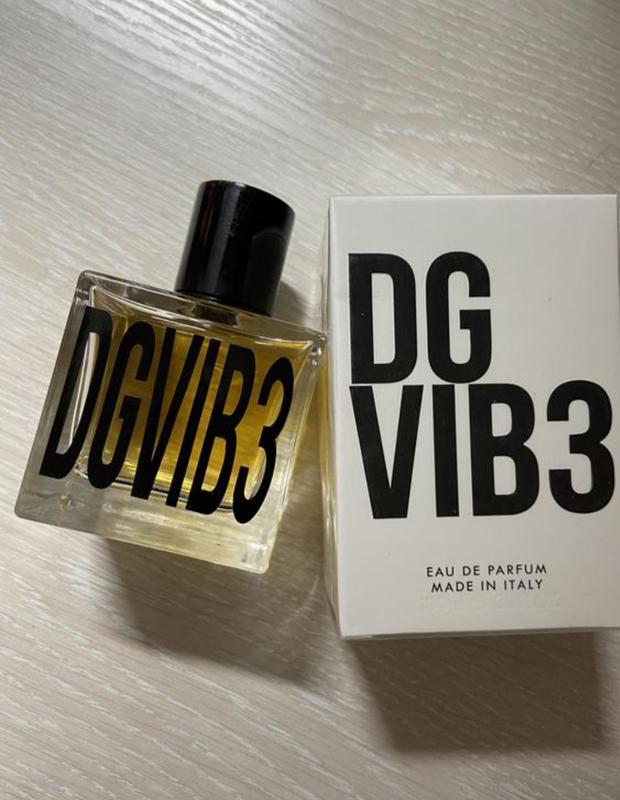 DGVIB3
DG
VIB3
EAU DE PARFUM
MADE IN ITALY